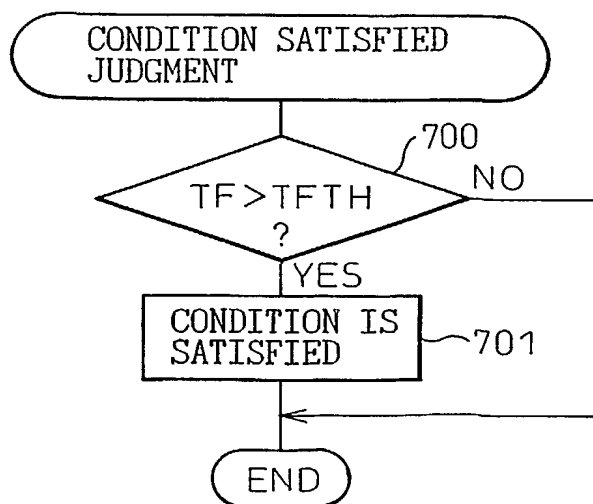 CONDITION SATISFIED
JUDGMENT
700
TF>TFTH
?
NO
YES
CONDITION IS
SATISFIED
701
END